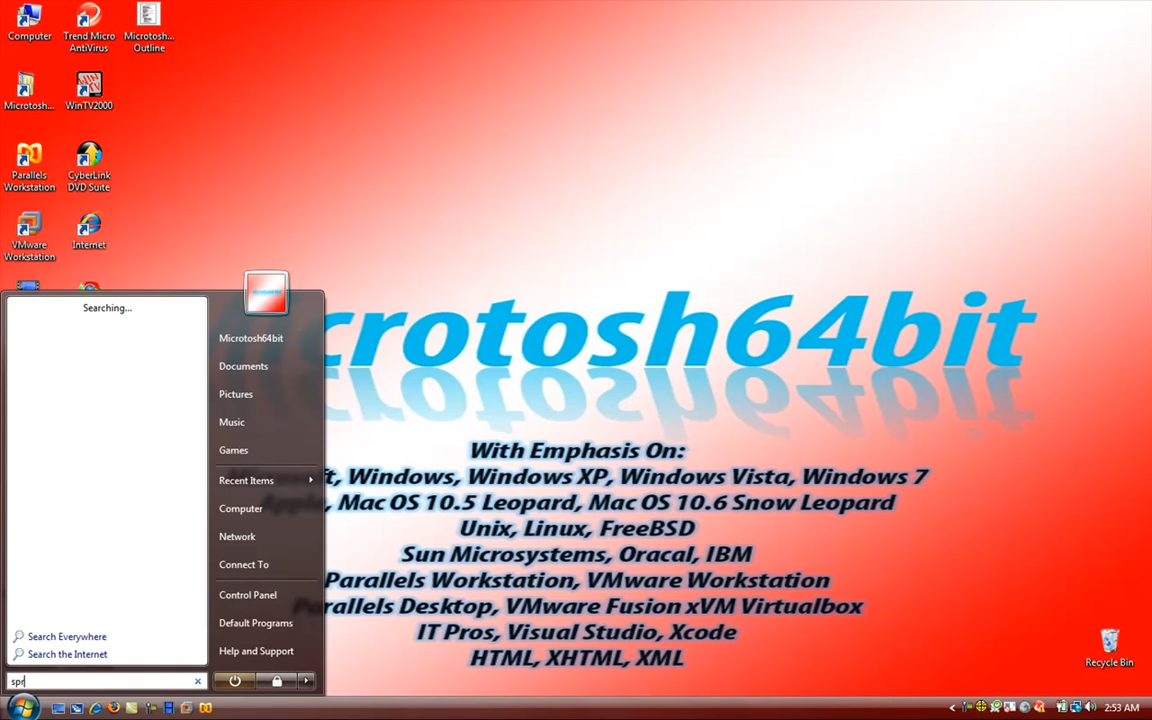 Computer
Trend Micro
AntiVirus
Microtosh...
Outline
Microtosh...
WinTV2000
Parallels
Workstation
CyberLink
DVD Suite
VMware
Workstation
Internet
crotosh64bit
With Emphasis On:
t, Windows, Windows XP, Windows Vista, Windows 7
, Mac OS 10.5 Leopard, Mac OS 10.6 Snow Leopard
Unix, Linux, FreeBSD
Sun Microsystems, Oracal, IBM
Parallels Workstation, VMware Workstation
Parallels Desktop, VMware Fusion xVM Virtualbox
IT Pros, Visual Studio, Xcode
HTML, XHTML, XML
Searching...
Search Everywhere
Search the Internet
spr
Microtosh64bit
Documents
Pictures
Music
Games
Recent Items
Computer
Network
Connect To
Control Panel
Default Programs
Help and Support
Recycle Bin
2:53 AM